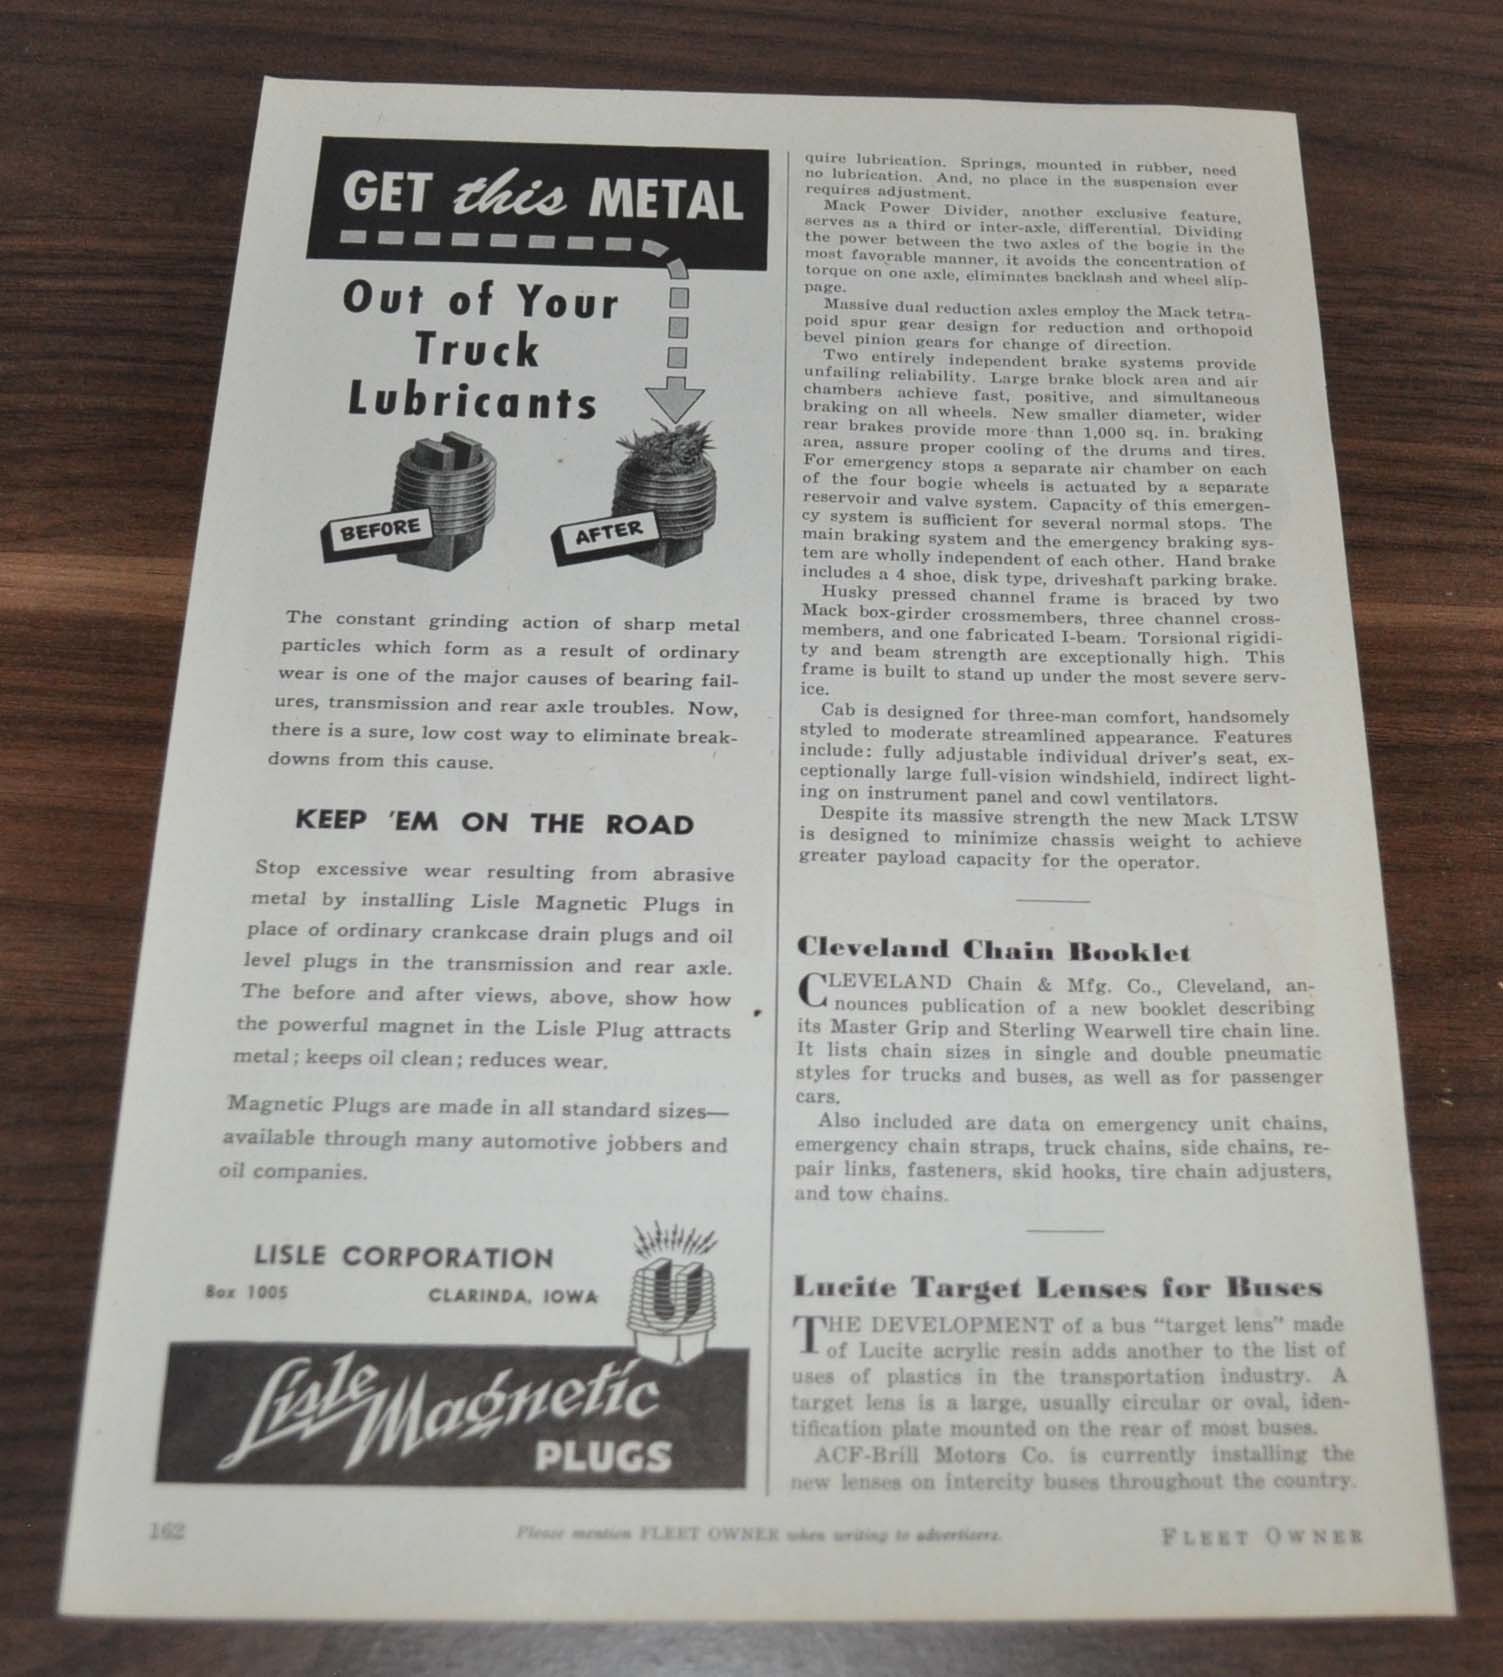 GET this METAL
Out of Your
Truck
Lubricants
BEFORE
AFTER
The constant grinding action of sharp metal
particles which form as a result of ordinary
wear is one of the major causes of bearing fail-
ures, transmission and rear axle troubles. Now,
there is a sure, low cost way to eliminate break-
downs from this cause.
KEEP 'EM ON THE ROAD
Stop excessive wear resulting from abrasive
metal by installing Lisle Magnetic Plugs in
place of ordinary crankcase drain plugs and oil
level plugs in the transmission and rear axle.
The before and after views, above, show how
the powerful magnet in the Lisle Plug attracts
metal; keeps oil clean; reduces wear.
Magnetic Plugs are made in all standard sizes—
available through many automotive jobbers and
oil companies.
LISLE CORPORATION
Box 1005 CLARINDA, IOWA
Lisle Magnetic
PLUGS
quire lubrication. Springs, mounted in rubber, need
no lubrication. And, no place in the suspension ever
requires adjustment.
Mack Power Divider, another exclusive feature,
serves as a third or inter-axle, differential. Dividing
the power between the two axles of the bogie in the
most favorable manner, it avoids the concentration of
torque on one axle, eliminates backlash and wheel slip-
page.
Massive dual reduction axles employ the Mack tetra-
poid spur gear design for reduction and orthopoid
bevel pinion gears for change of direction.
Two entirely independent brake systems provide
unfailing reliability. Large brake block area and air
chambers achieve fast, positive, and simultaneous
braking on all wheels. New smaller diameter, wider
rear brakes provide more than 1,000 sq. in. braking
area, assure proper cooling of the drums and tires.
For emergency stops a separate air chamber on each
of the four bogie wheels is actuated by a separate
reservoir and valve system. Capacity of this emergen-
cy system is sufficient for several normal stops. The
main braking system and the emergency braking sys-
tem are wholly independent of each other. Hand brake
includes a 4 shoe, disk type, driveshaft parking brake.
Husky pressed channel frame is braced by two
Mack box-girder crossmembers, three channel cross-
members, and one fabricated I-beam. Torsional rigidi-
ty and beam strength are exceptionally high. This
frame is built to stand up under the most severe serv-
ice.
Cab is designed for three-man comfort, handsomely
styled to moderate streamlined appearance. Features
include: fully adjustable individual driver's seat, ex-
ceptionally large full-vision windshield, indirect light-
ing on instrument panel and cowl ventilators.
Despite its massive strength the new Mack LTSW
is designed to minimize chassis weight to achieve
greater payload capacity for the operator.
Cleveland Chain Booklet
CLEVELAND Chain & Mfg. Co., Cleveland, an-
nounces publication of a new booklet describing
its Master Grip and Sterling Wearwell tire chain line.
It lists chain sizes in single and double pneumatic
styles for trucks and buses, as well as for passenger
cars.
Also included are data on emergency unit chains,
emergency chain straps, truck chains, side chains, re-
pair links, fasteners, skid hooks, tire chain adjusters,
and tow chains.
Lucite Target Lenses for Buses
THE DEVELOPMENT of a bus "target lens" made
of Lucite acrylic resin adds another to the list of
uses of plastics in the transportation industry. A
target lens is a large, usually circular or oval, iden-
tification plate mounted on the rear of most buses.
ACF-Brill Motors Co. is currently installing the
new lenses on intercity buses throughout the country.
162 Please mention FLEET OWNER when writing to advertisers. FLEET OWNER